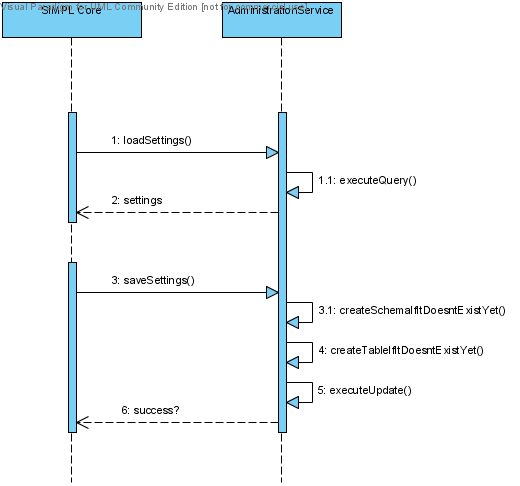 Visual Paradigm for UML Community Edition [not for commercial use]
SIMPL Core
AdministrationService
1: loadSettings()
1.1: executeQuery()
2: settings
3: saveSettings()
3.1: createSchemaIfItDoesntExistYet()
4: createTableIfItDoesntExistYet()
5: executeUpdate()
6: success?